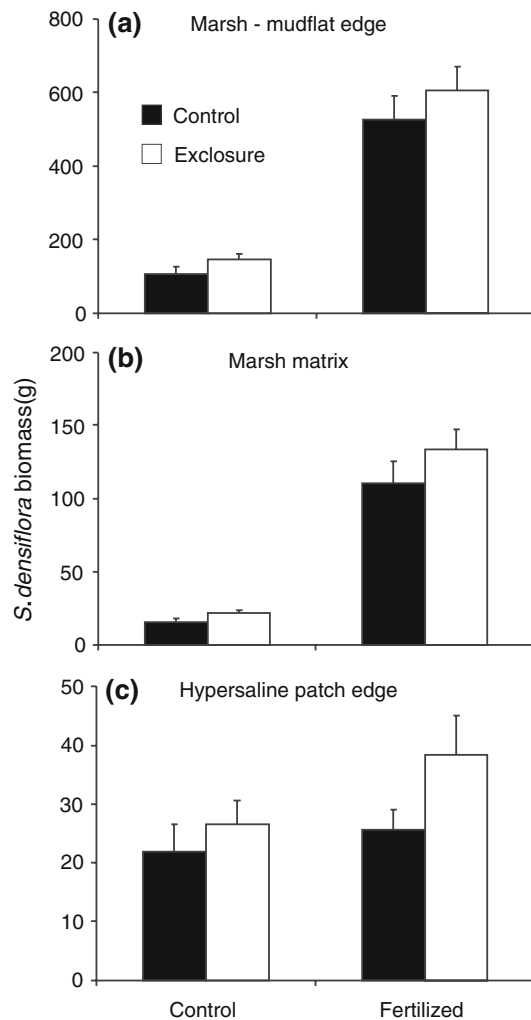 (a) Marsh - mudflat edge
800
600
400
200
0
Control
Exclosure
(b) Marsh matrix
200
150
100
50
0
S.densiflora biomass(g)
(c) Hypersaline patch edge
50
40
30
20
10
0
Control Fertilized